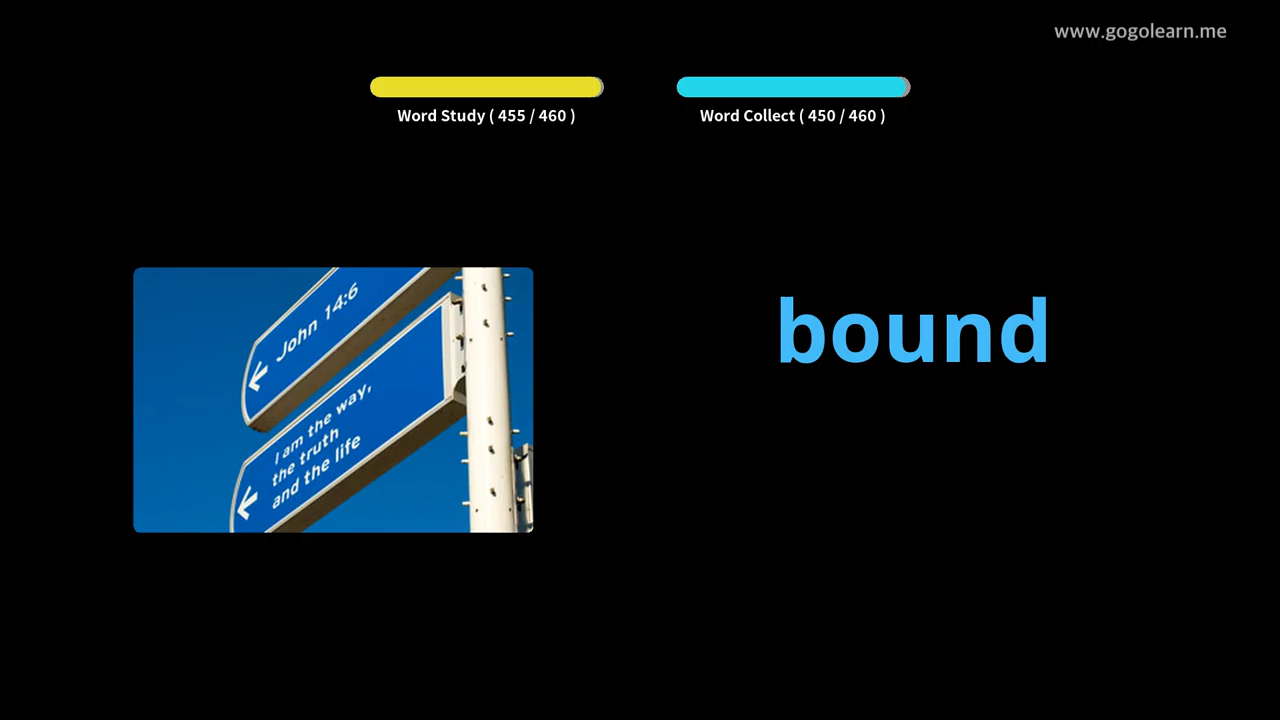 www.gogolearn.me
Word Study ( 455 / 460 )
Word Collect ( 450 / 460 )
John 14:6
I am the way,
the truth
and the life
bound